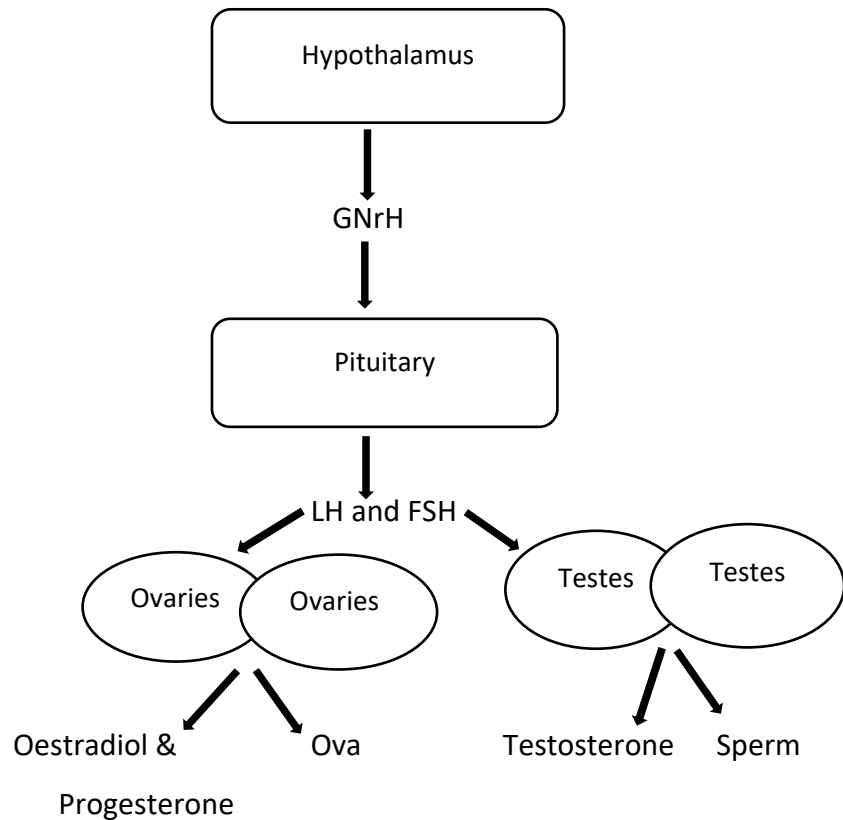 Hypothalamus
GNrH
Pituitary
LH and FSH
Ovaries
Ovaries
Testes
Testes
Oestradiol &
Progesterone
Ova
Testosterone
Sperm